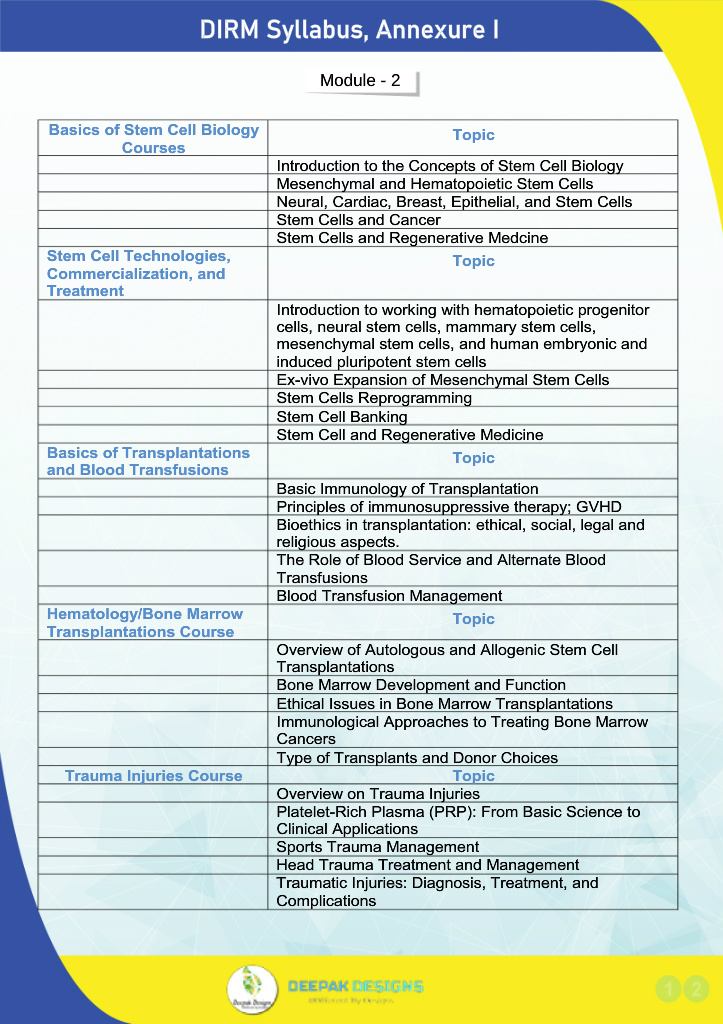 DIRM Syllabus, Annexure I
Module - 2
Basics of Stem Cell Biology
Courses
Topic
Introduction to the Concepts of Stem Cell Biology
Mesenchymal and Hematopoietic Stem Cells
Neural, Cardiac, Breast, Epithelial, and Stem Cells
Stem Cells and Cancer
Stem Cells and Regenerative Medcine
Stem Cell Technologies,
Commercialization, and
Treatment
Topic
Introduction to working with hematopoietic progenitor
cells, neural stem cells, mammary stem cells,
mesenchymal stem cells, and human embryonic and
induced pluripotent stem cells
Ex-vivo Expansion of Mesenchymal Stem Cells
Stem Cells Reprogramming
Stem Cell Banking
Stem Cell and Regenerative Medicine
Basics of Transplantations
and Blood Transfusions
Topic
Basic Immunology of Transplantation
Principles of immunosuppressive therapy; GVHD
Bioethics in transplantation: ethical, social, legal and
religious aspects.
The Role of Blood Service and Alternate Blood
Transfusions
Blood Transfusion Management
Hematology/Bone Marrow
Transplantations Course
Topic
Overview of Autologous and Allogenic Stem Cell
Transplantations
Bone Marrow Development and Function
Ethical Issues in Bone Marrow Transplantations
Immunological Approaches to Treating Bone Marrow
Cancers
Type of Transplants and Donor Choices
Trauma Injuries Course
Topic
Overview on Trauma Injuries
Platelet-Rich Plasma (PRP): From Basic Science to
Clinical Applications
Sports Trauma Management
Head Trauma Treatment and Management
Traumatic Injuries: Diagnosis, Treatment, and
Complications
Deepak Designs
DEEPAK DESIGNS
By Designs
1 2